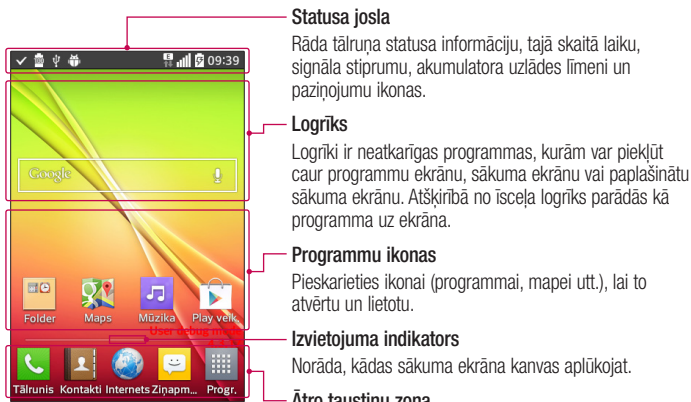 09:39
Google
Folder Maps Mūzika Play veik.
User debug mode
Tālrunis Kontakti Internets Ziņapm... Progr.
Statusa josla
Rāda tālruņa statusa informāciju, tajā skaitā laiku,
signāla stiprumu, akumulatora uzlādes līmeni un
paziņojumu ikonas.
Logrīks
Logrīki ir neatkarīgas programmas, kurām var piekļūt
caur programmu ekrānu, sākuma ekrānu vai paplašinātu
sākuma ekrānu. Atšķirībā no īsceļa logrīks parādās kā
programma uz ekrāna.
Programmu ikonas
Pieskarieties ikonai (programmai, mapei utt.), lai to
atvērtu un lietotu.
Izvietojuma indikators
Norāda, kādas sākuma ekrāna kanvas aplūkojat.
Ātro taustiņu zona